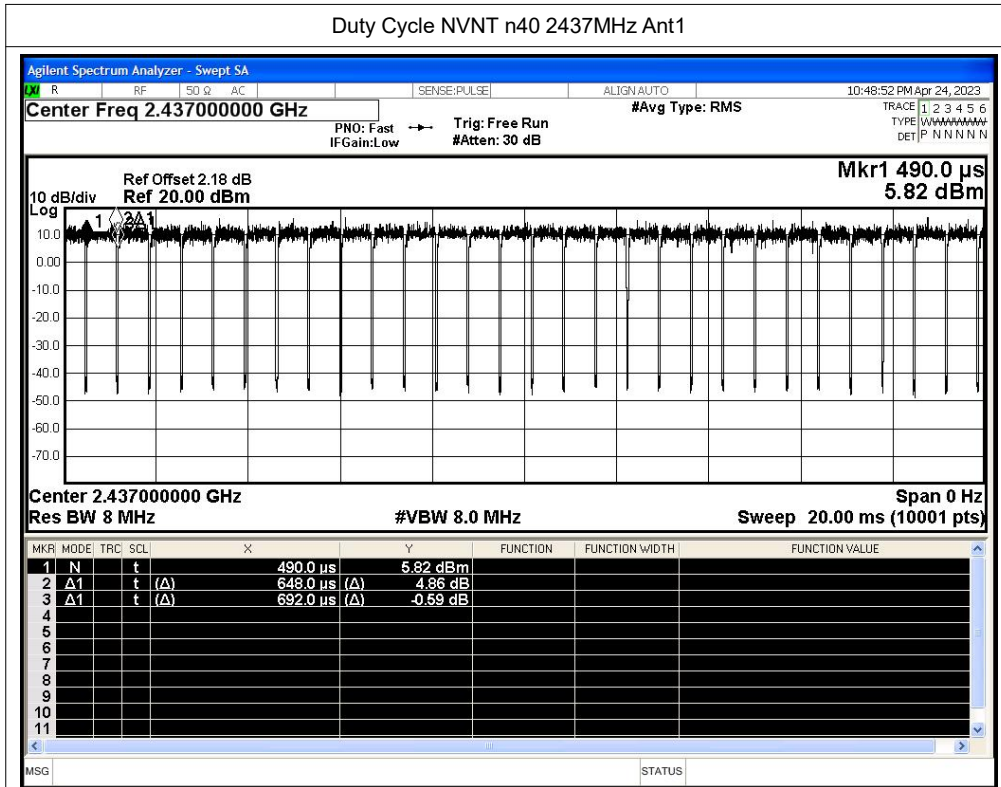 Duty Cycle NVNT n40 2437MHz Ant1
Agilent Spectrum Analyzer - Swept SA
LXI R RF 50 Ω AC SENSE:PULSE ALIGN AUTO 10:48:52 PM Apr 24, 2023
Center Freq 2.437000000 GHz #Avg Type: RMS TRACE 1 2 3 4 5 6
PNO: Fast Trig: Free Run TYPE WWWWWW
IFGain:Low #Atten: 30 dB DET P N N N N N
Mkr1 490.0 µs
Ref Offset 2.18 dB
10 dB/div Ref 20.00 dBm 5.82 dBm
Log
1 2Δ1
10.0
0.00
-10.0
-20.0
-30.0
-40.0
-50.0
-60.0
-70.0
Center 2.437000000 GHz Span 0 Hz
Res BW 8 MHz #VBW 8.0 MHz Sweep 20.00 ms (10001 pts)
MKR MODE TRC SCL X Y FUNCTION FUNCTION WIDTH FUNCTION VALUE
1 N t 490.0 µs 5.82 dBm
2 Δ1 t (Δ) 648.0 µs (Δ) 4.86 dB
3 Δ1 t (Δ) 692.0 µs (Δ) -0.59 dB
4
5
6
7
8
9
10
11
MSG STATUS